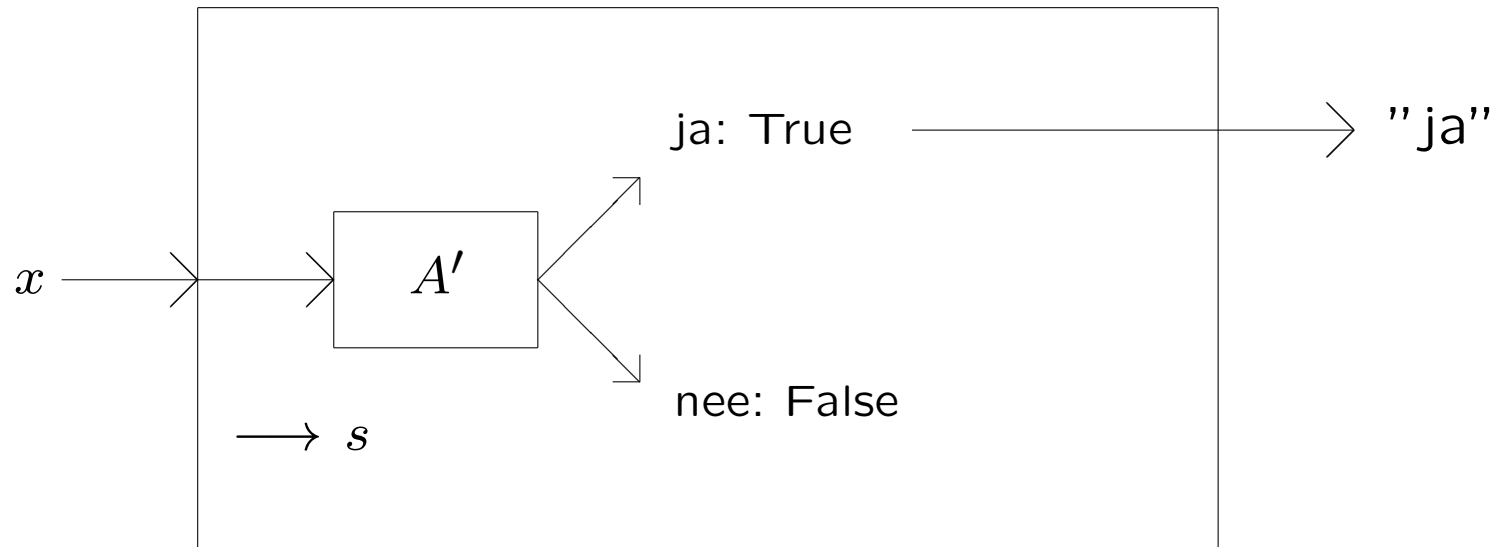 ja: True
"ja"
x
A′
nee: False
s